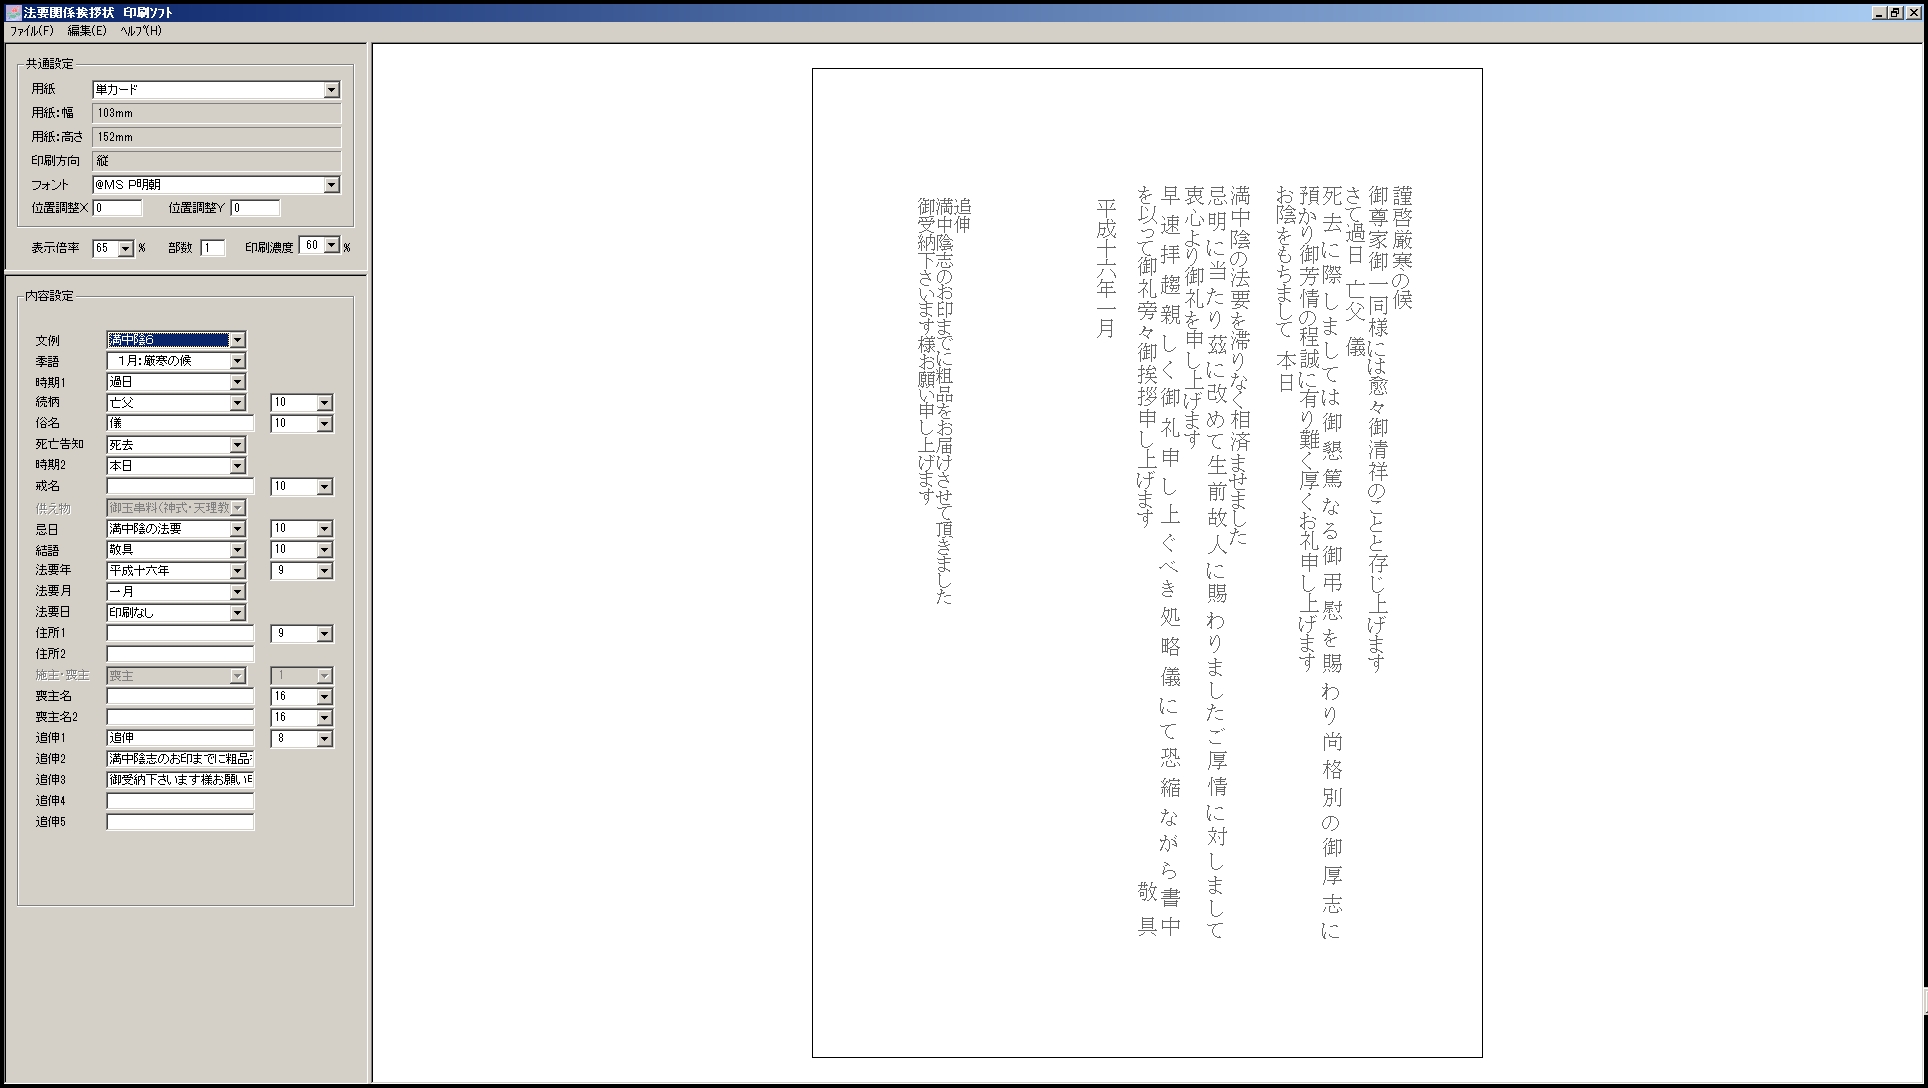 法要関係挨拶状 印刷ソフト
ファイル(F) 編集(E) ヘルプ(H)
共通設定
用紙 単カード
用紙:幅 103mm
用紙:高さ 152mm
印刷方向 縦
フォント @MS P明朝
位置調整X 0 位置調整Y 0
表示倍率 65 % 部数 1 印刷濃度 60 %
内容設定
文例 満中陰6
季語 1月:厳寒の候
時期1 過日
続柄 亡父 10
俗名 儀 10
死亡告知 死去
時期2 本日
戒名 10
供え物 御玉串料(神式・天理教
忌日 満中陰の法要 10
結語 敬具 10
法要年 平成十六年 9
法要月 一月
法要日 印刷なし
住所1 9
住所2
施主・喪主 喪主 1
喪主名 16
喪主名2 16
追伸1 追伸 8
追伸2 満中陰志のお印までに粗品
追伸3 御受納下さいます様お願い
追伸4
追伸5
謹啓厳寒の候
御尊家御一同様には愈々御清祥のことと存じ上げます
さて過日 亡父 儀
死去に際しましては御懇篤なる御弔慰を賜わり尚格別の御厚志に
預かり御芳情の程誠に有り難く厚くお礼申し上げます
お陰をもちまして 本日
満中陰の法要を滞りなく相済ませました
忌明に当たり茲に改めて生前故人に賜わりましたご厚情に対しまして
衷心より御礼を申し上げます
早速拝趨親しく御礼申し上ぐべき処略儀にて恐縮ながら書中
を以って御礼旁々御挨拶申し上げます 敬具
平成十六年一月
追伸
満中陰志のお印までに粗品をお届けさせて頂きました
御受納下さいます様お願い申し上げます